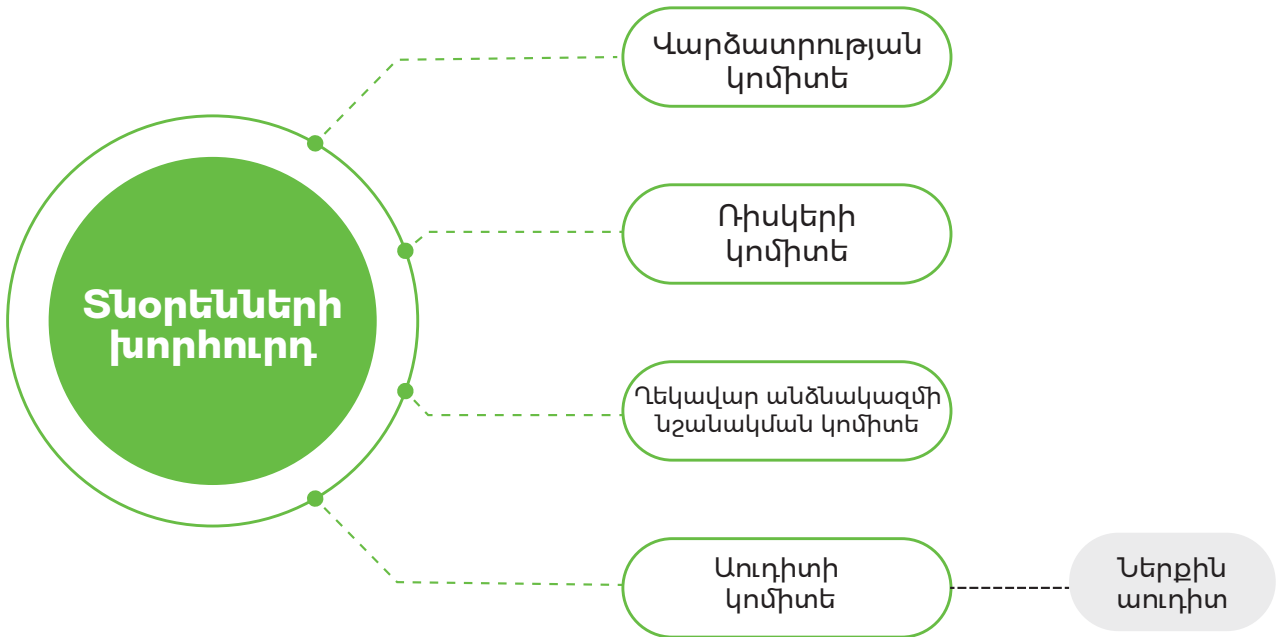 Տնօրենների
խորհուրդ
Վարձատրության
կոմիտե
Ռիսկերի
կոմիտե
Ղեկավար անձնակազմի
նշանակման կոմիտե
Աուդիտի
կոմիտե
Ներքին
աուդիտ